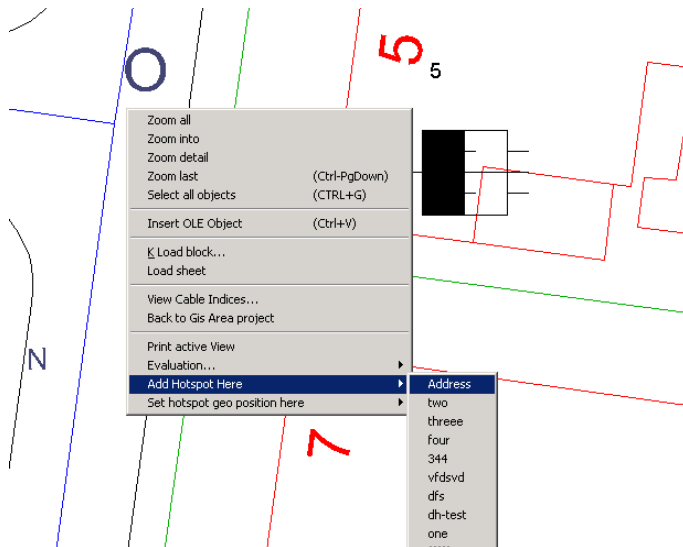 O
5
5
Zoom all
Zoom into
Zoom detail
Zoom last (Ctrl-PgDown)
Select all objects (CTRL+G)
Insert OLE Object (Ctrl+V)
K Load block...
Load sheet
View Cable Indices...
Back to Gis Area project
Print active View
Evaluation...
Add Hotspot Here
Set hotspot geo position here
N
7
Address
two
threee
four
344
vfdsvd
dfs
dh-test
one